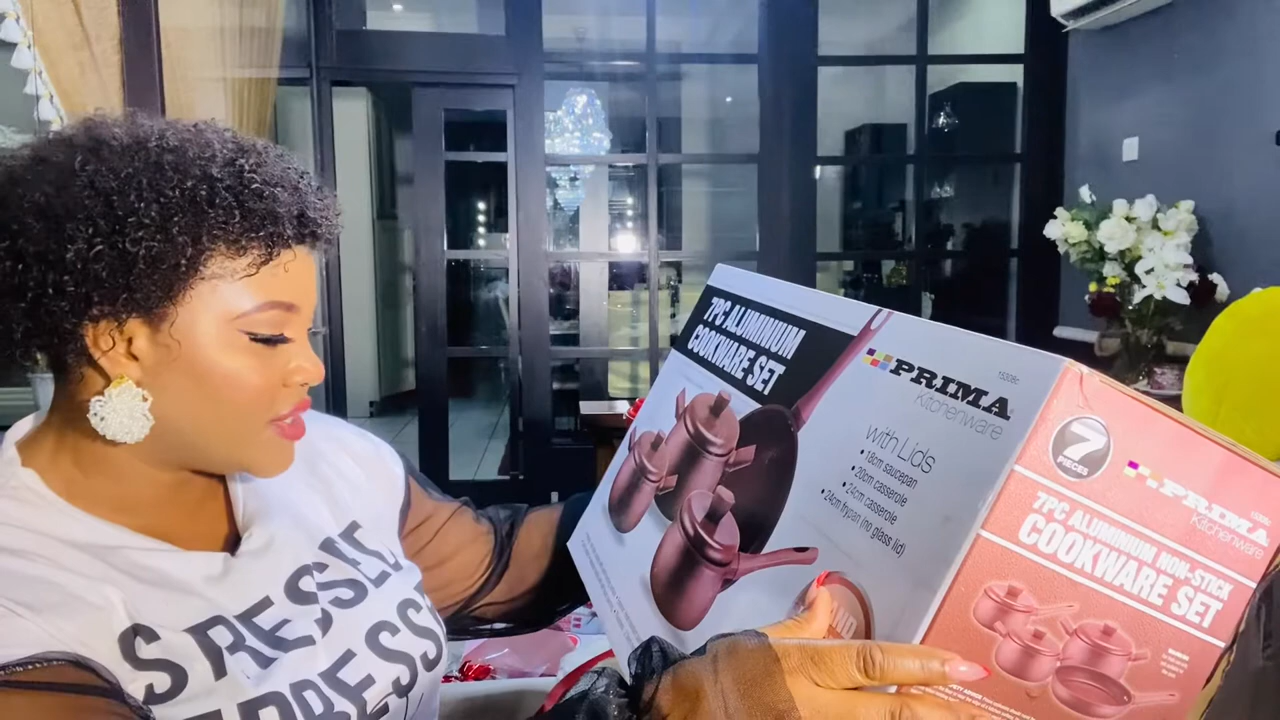 S RESSED
7PC ALUMINIUM
COOKWARE SET
PRIMA
Kitchenware
with Lids
• 18cm saucepan
• 20cm casserole
• 24cm casserole
• 24cm frypan (no glass lid)
7
PIECES
PRIMA
Kitchenware
7PC ALUMINIUM NON-STICK
COOKWARE SET